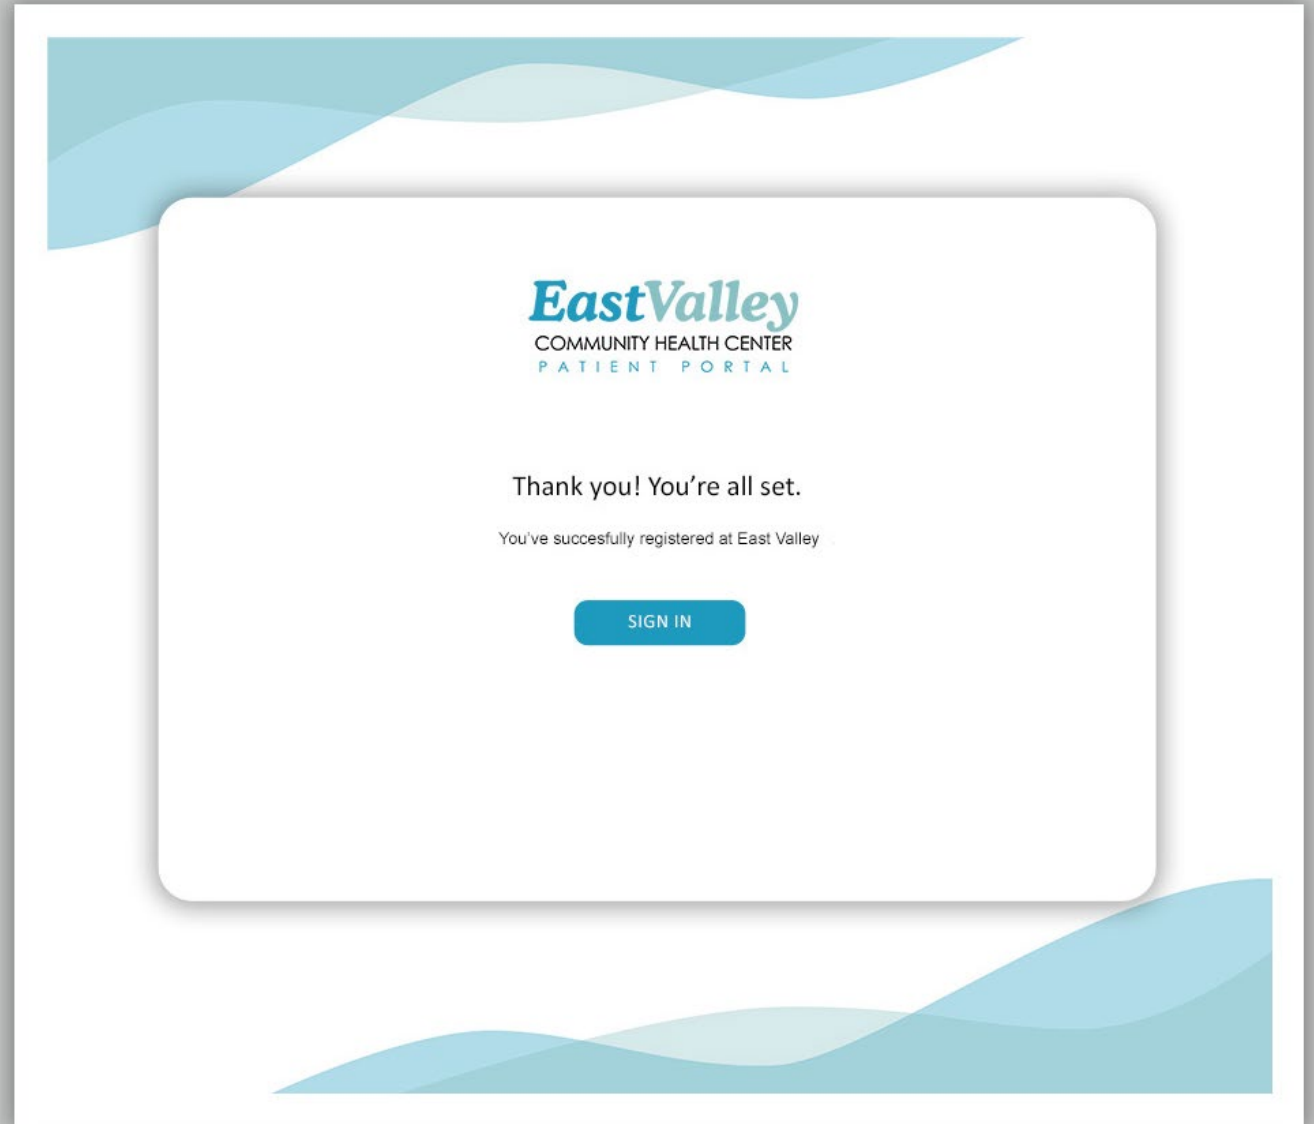 EastValley
COMMUNITY HEALTH CENTER
PATIENT PORTAL
Thank you! You’re all set.
You've succesfully registered at East Valley
SIGN IN